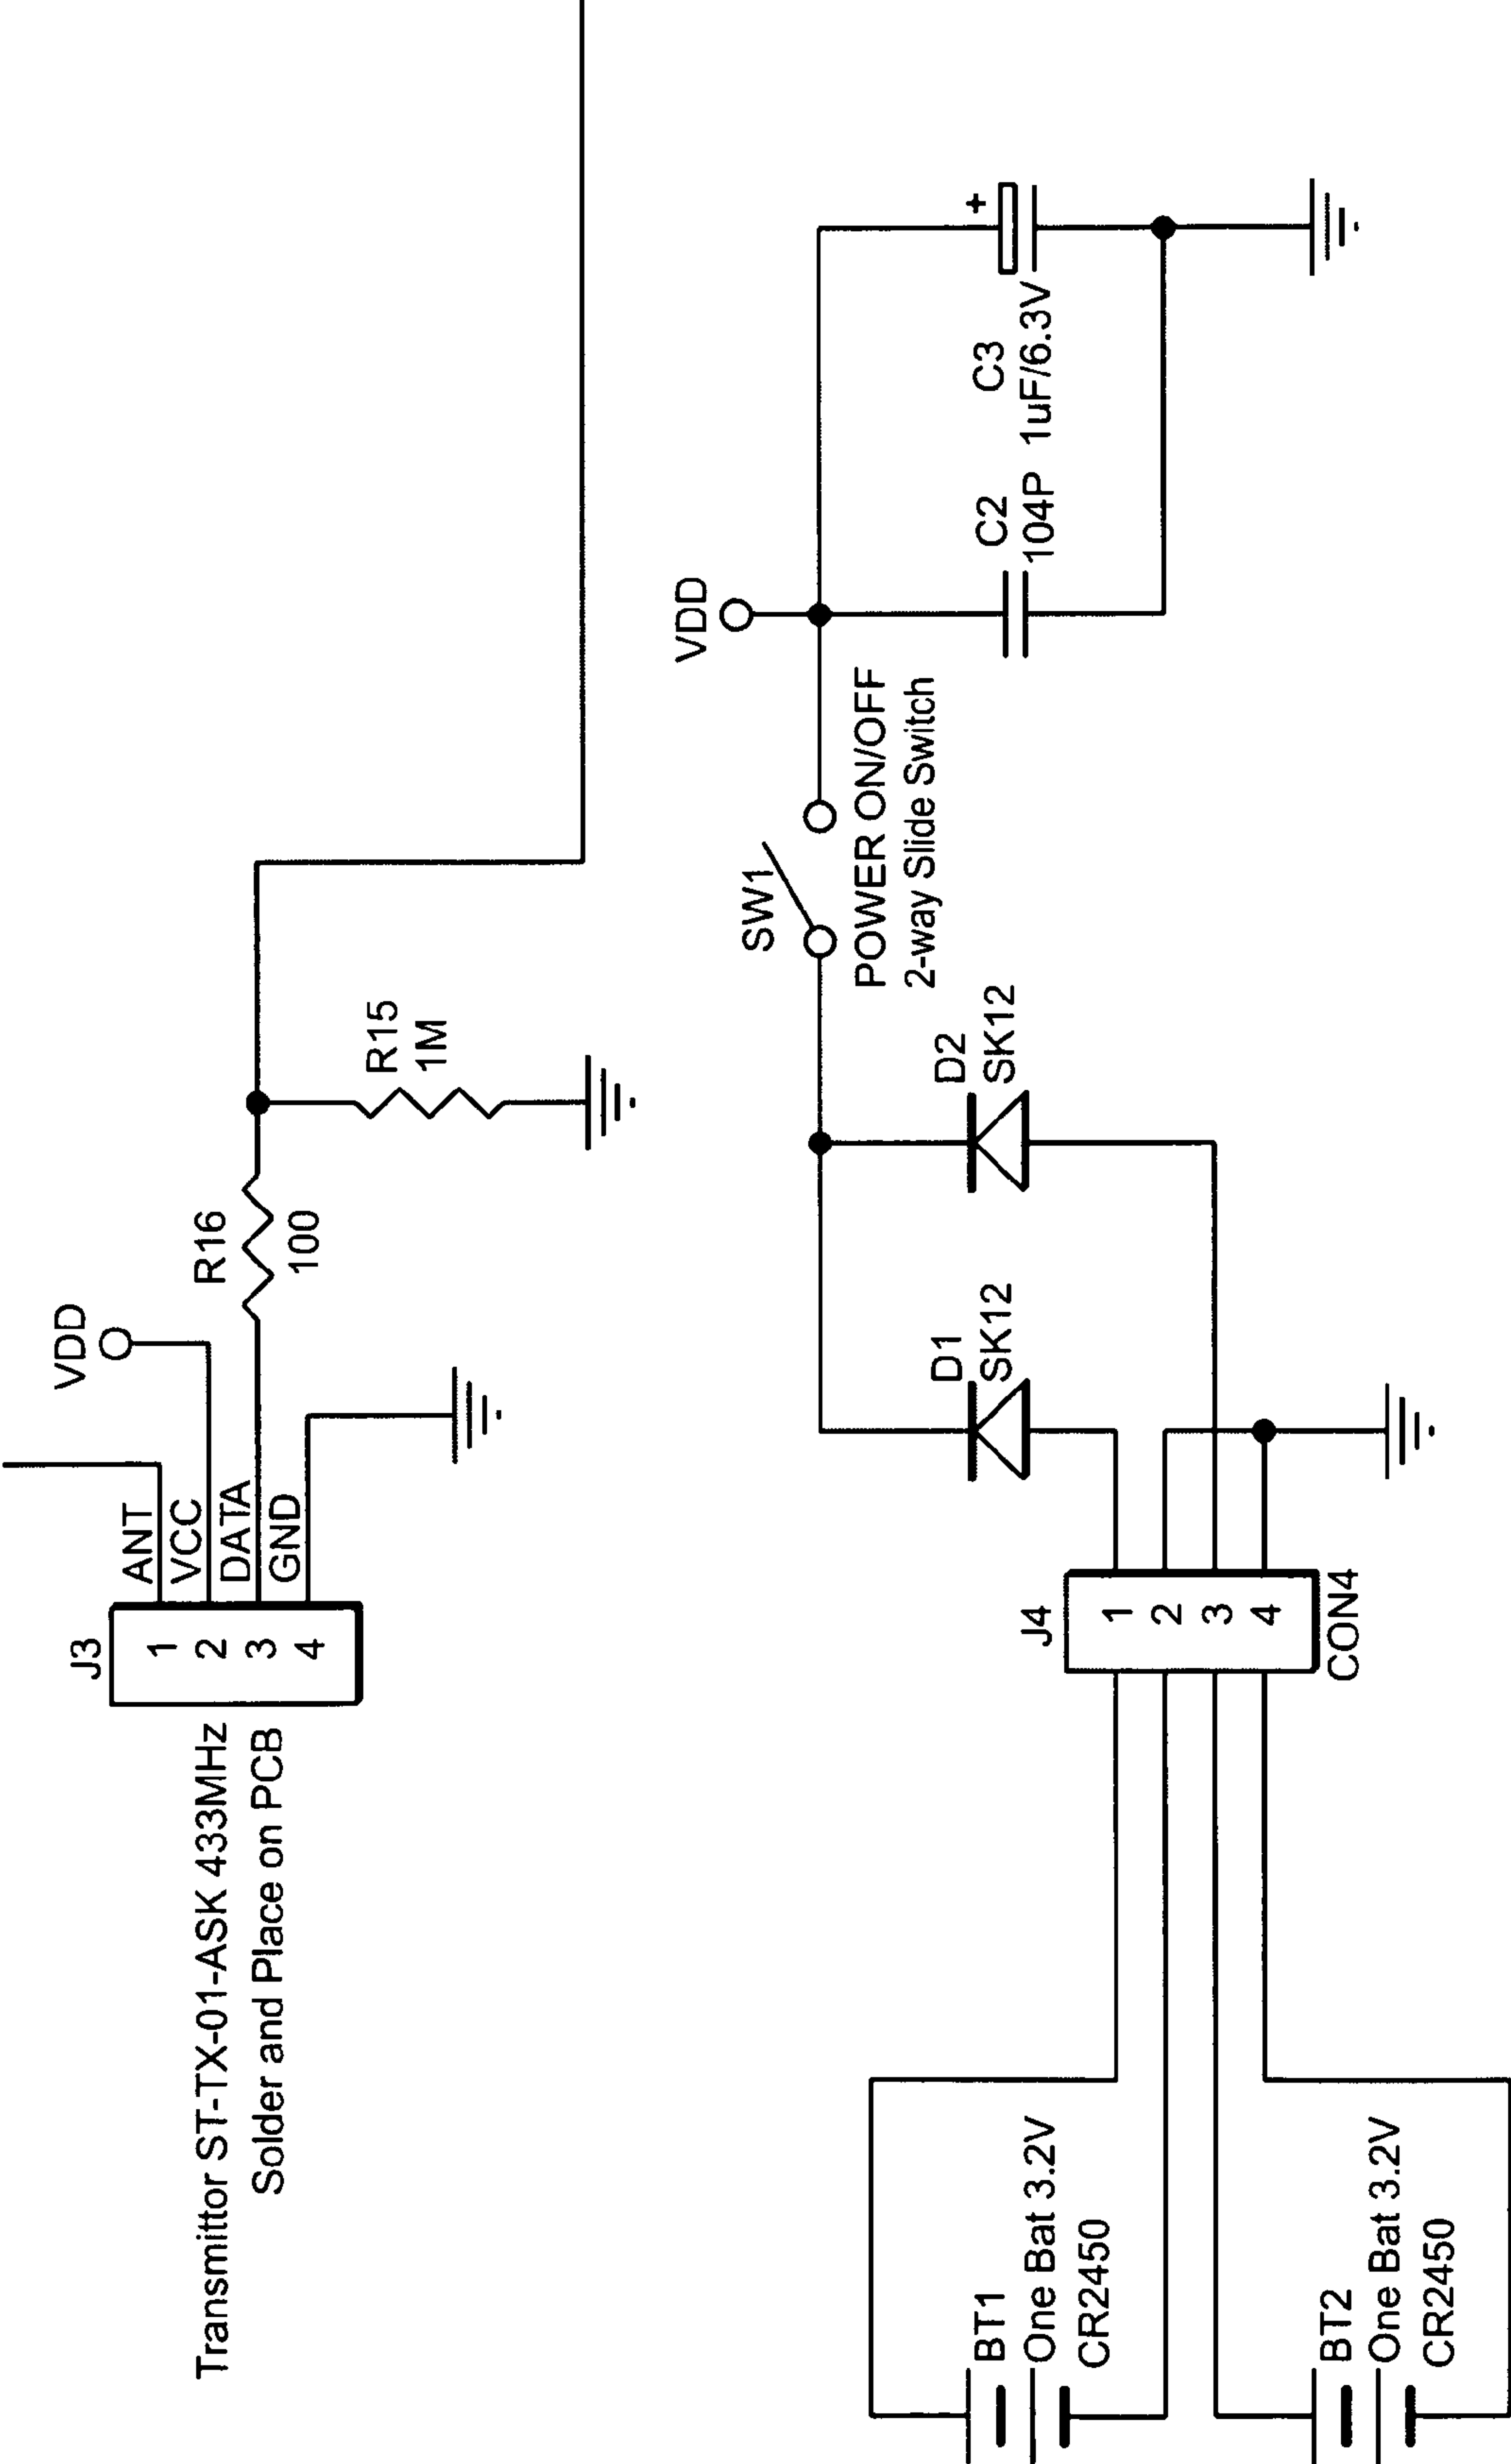 J3
1
2
3
4
ANT
VCC
DATA
GND
VDD
R16
100
R15
1M
Transmittor ST-TX-01-ASK 433MHz
Solder and Place on PCB
BT1
One Bat 3.2V
CR2450
BT2
One Bat 3.2V
CR2450
J4
1
2
3
4
CON4
D1
SK12
D2
SK12
SW1
POWER ON/OFF
2-way Slide Switch
VDD
C2
104P
C3
1uF/6.3V
+